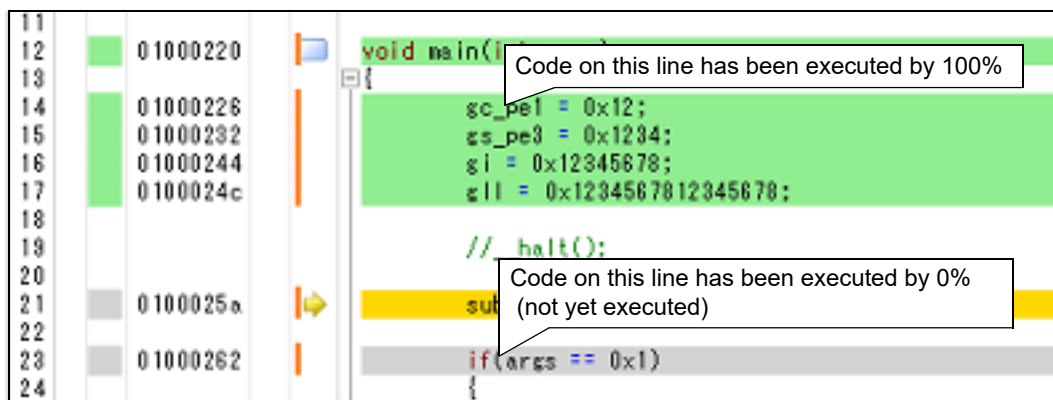 11
12 01000220 void main(i
Code on this line has been executed by 100%
13 {
14 01000226 gc_pe1 = 0x12;
15 01000232 gs_pe3 = 0x1234;
16 01000244 gi = 0x12345678;
17 0100024c gll = 0x1234567812345678;
18
19 //_halt();
20
Code on this line has been executed by 0%
(not yet executed)
21 0100025a sub
22
23 01000262 if(args == 0x1)
24 {